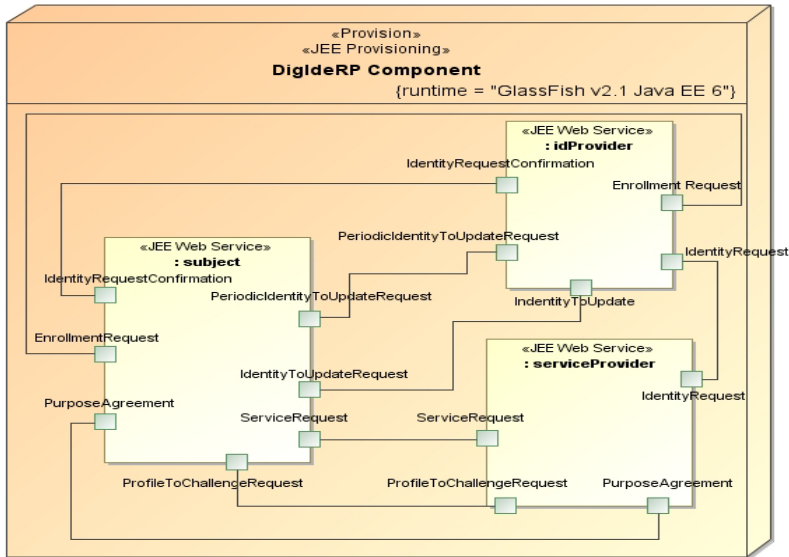 «Provision»
«JEE Provisioning»
DigIdeRP Component
{runtime = "GlassFish v2.1 Java EE 6"}
«JEE Web Service»
: idProvider
IdentityRequestConfirmation
Enrollment Request
PeriodicIdentityToUpdateRequest
IdentityRequest
IndentityToUpdate
«JEE Web Service»
: subject
IdentityRequestConfirmation
PeriodicIdentityToUpdateRequest
EnrollmentRequest
IdentityToUpdateRequest
PurposeAgreement
ServiceRequest
ProfileToChallengeRequest
«JEE Web Service»
: serviceProvider
IdentityRequest
ServiceRequest
ProfileToChallengeRequest
PurposeAgreement